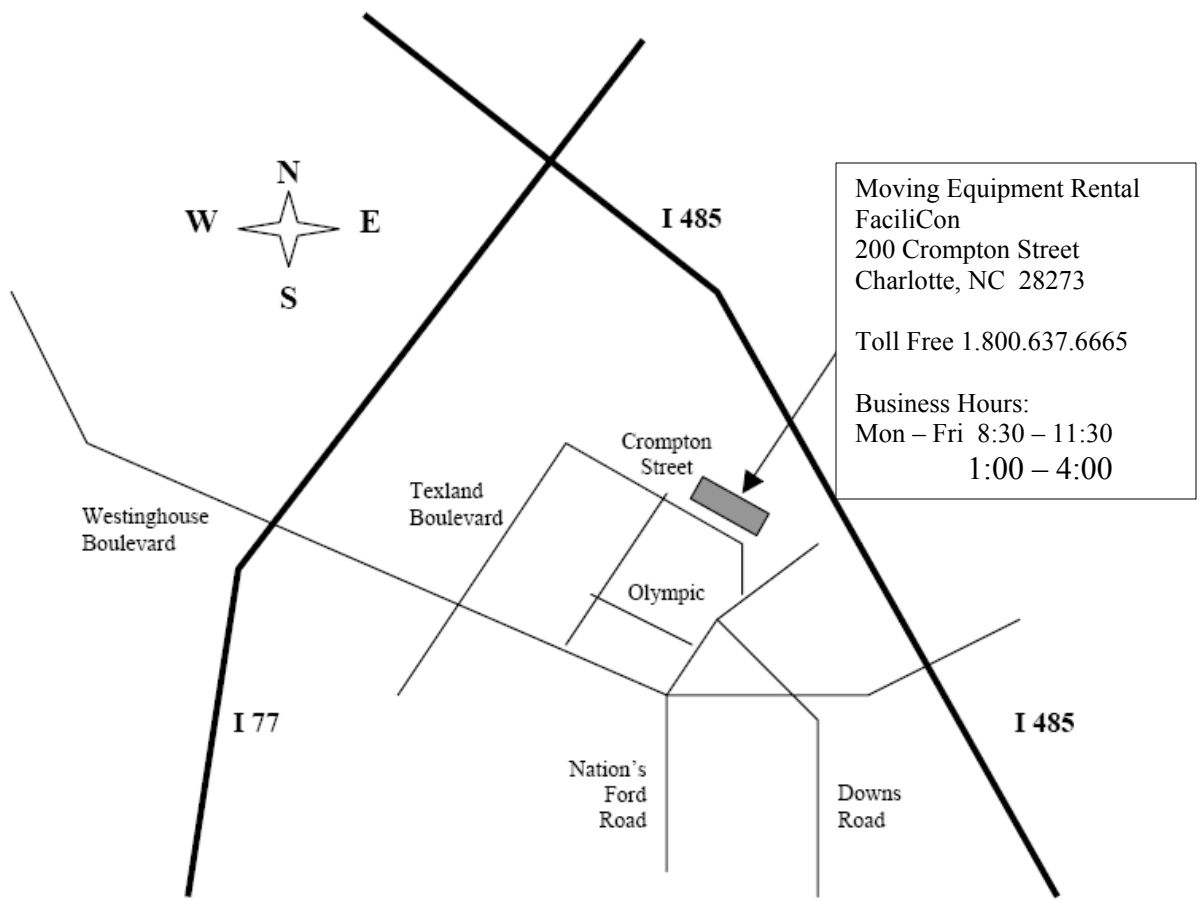 N
W
E
S
I 485
Moving Equipment Rental
FaciliCon
200 Crompton Street
Charlotte, NC  28273
Toll Free 1.800.637.6665
Business Hours:
Mon – Fri  8:30 – 11:30
1:00 – 4:00
Crompton
Street
Texland
Boulevard
Westinghouse
Boulevard
Olympic
I 77
I 485
Nation's
Ford
Road
Downs
Road